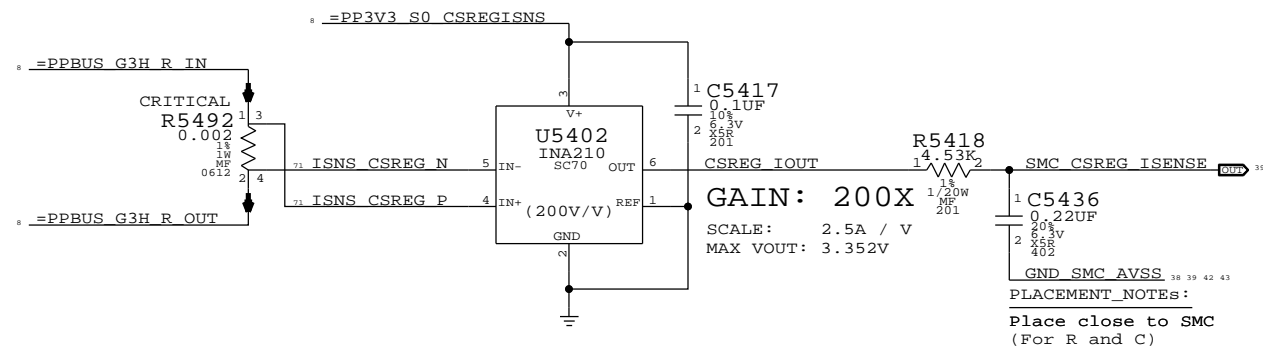 8 =PP3V3_S0_CSREGISNS
8 =PPBUS_G3H_R_IN
CRITICAL
R5492
0.002
1%
1W
MF
0612
1 3
2 4
8 =PPBUS_G3H_R_OUT
71 ISNS_CSREG_N
71 ISNS_CSREG_P
5 IN-
4 IN+
3
V+
U5402
INA210
SC70
OUT 6
(200V/V)
REF 1
GND
2
1 C5417
0.1UF
10%
6.3V
2 X5R
201
CSREG_IOUT
GAIN: 200X
SCALE: 2.5A / V
MAX VOUT: 3.352V
R5418
1 4.53K 2
1%
1/20W
MF
201
SMC_CSREG_ISENSE OUT 39
1 C5436
0.22UF
20%
6.3V
2 X5R
402
GND_SMC_AVSS 38 39 42 43
PLACEMENT_NOTEs:
Place close to SMC
(For R and C)